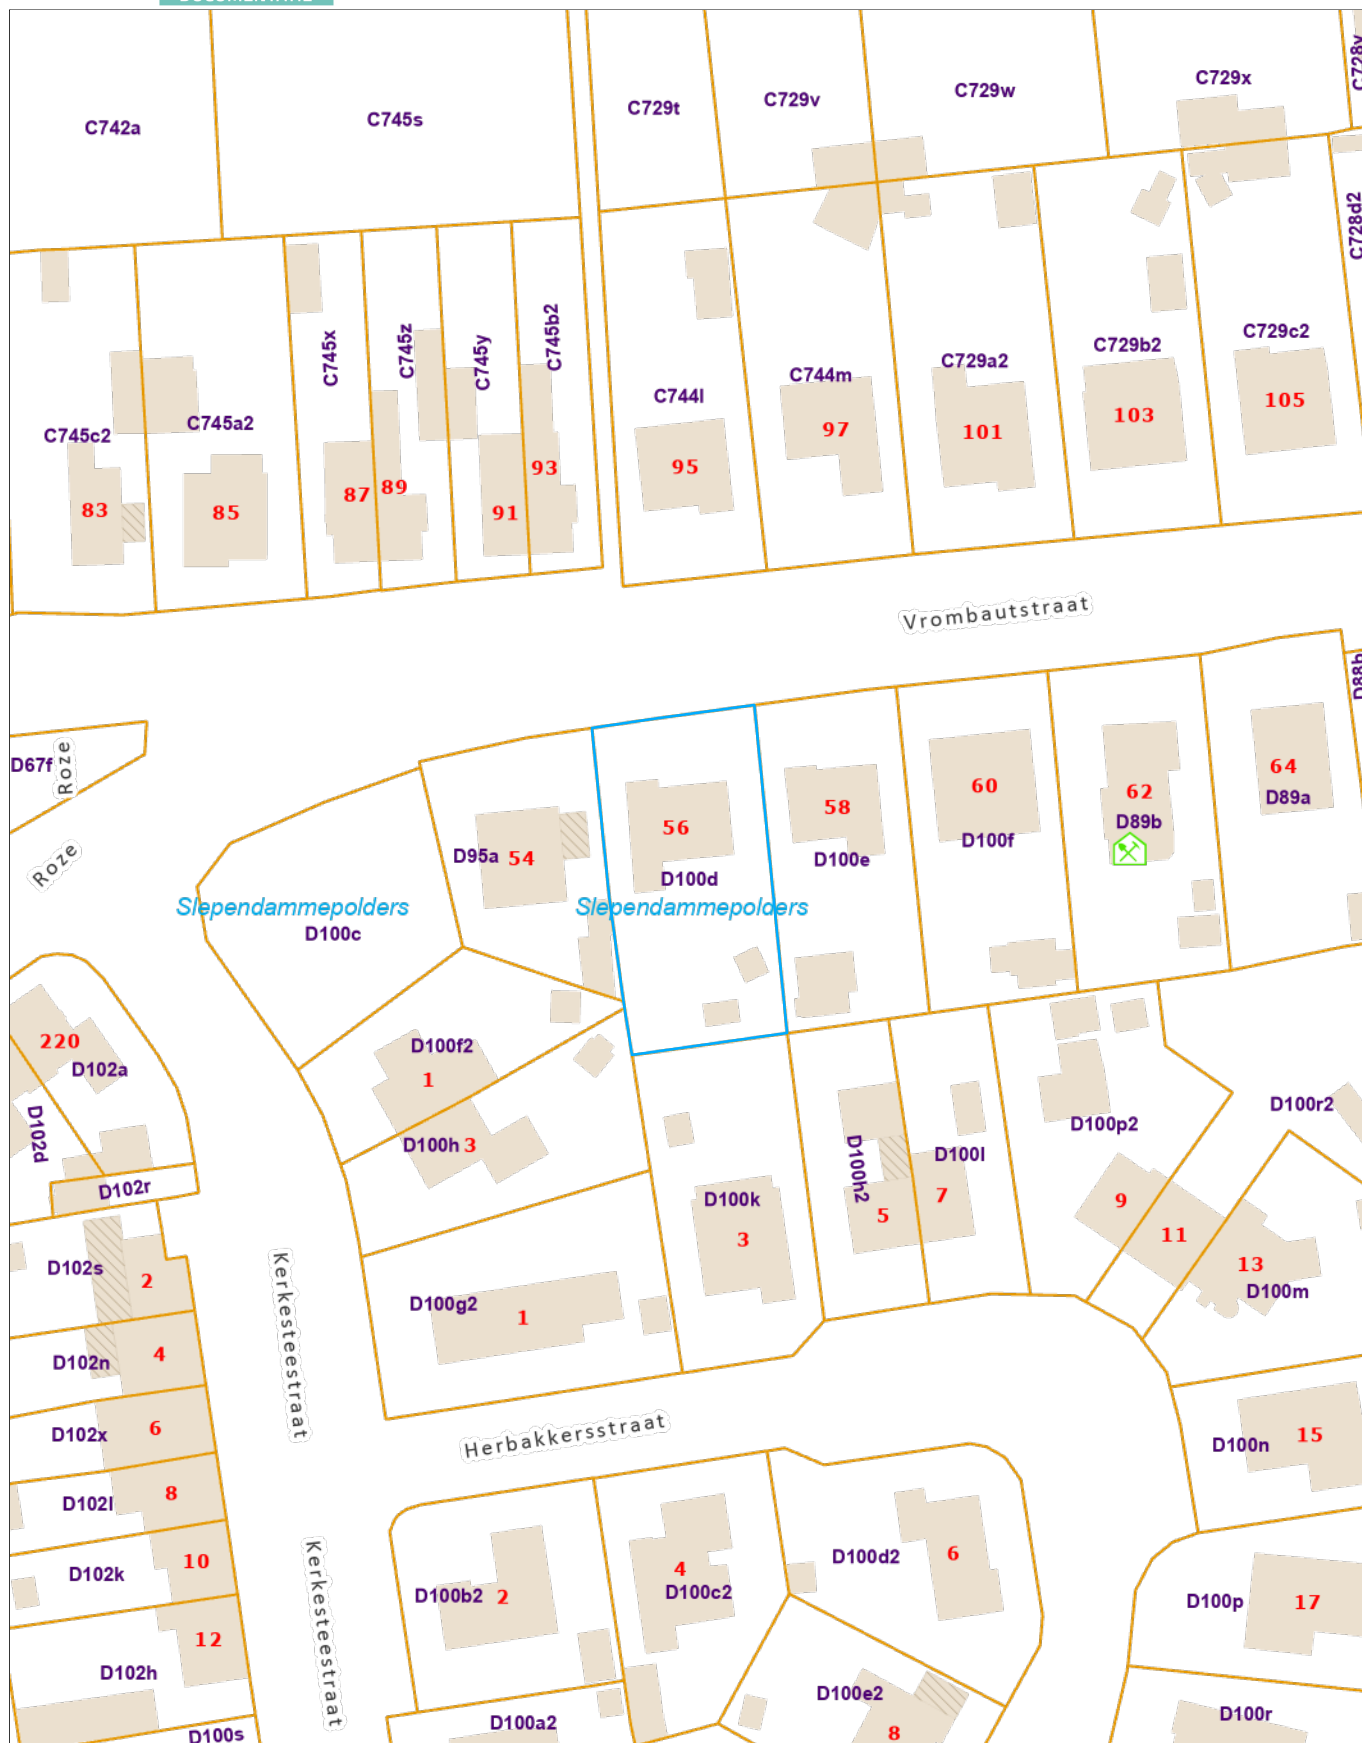 C742a
C745s
C729t
C729v
C729w
C729x
C728d2
C745c2
C745a2
C745x
C745z
C745y
C745b2
C744l
C744m
C729a2
C729b2
C729c2
83
85
87
89
91
93
95
97
101
103
105
Vrombautstraat
D67f
Roze
Roze
D95a
54
56
D100d
58
D100e
60
D100f
62
D89b
64
D89a
Slependammepolders
Slependammepolders
D100c
220
D102a
D102d
D102r
D100f2
1
D100h
3
D100k
3
D100h2
5
D100l
7
D100p2
9
11
13
D100m
D100r2
D102s
2
D102n
4
D102x
6
D102l
8
D102k
10
12
D102h
D100s
Kerkesteestraat
Kerkesteestraat
D100g2
1
Herbakkersstraat
D100b2
2
4
D100c2
D100d2
6
D100n
15
D100p
17
D100e2
8
D100a2
D100r